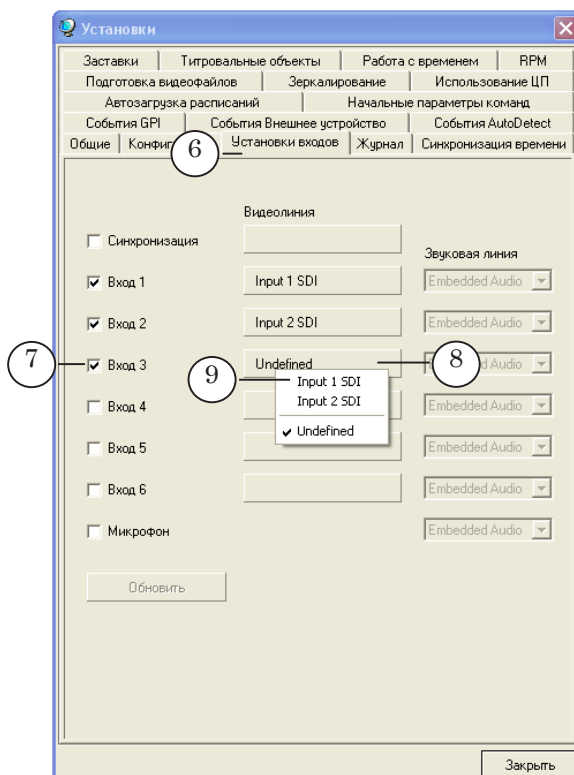 Установки
Заставки Титровальные объекты Работа с временем RPM
Подготовка видеофайлов Зеркалирование Использование ЦП
Автозагрузка расписаний Начальные параметры команд
События GPI События Внешнее устройство События AutoDetect
Общие Конфиг 6 Установки входов Журнал Синхронизация времени
Видеолиния
Синхронизация
Звуковая линия
Вход 1 Input 1 SDI Embedded Audio
Вход 2 Input 2 SDI Embedded Audio
7 Вход 3 Undefined 8
9 Input 1 SDI
Input 2 SDI
Вход 4 Embedded Audio
Undefined
Вход 5 Embedded Audio
Вход 6 Embedded Audio
Микрофон Embedded Audio
Обновить
Закрыть